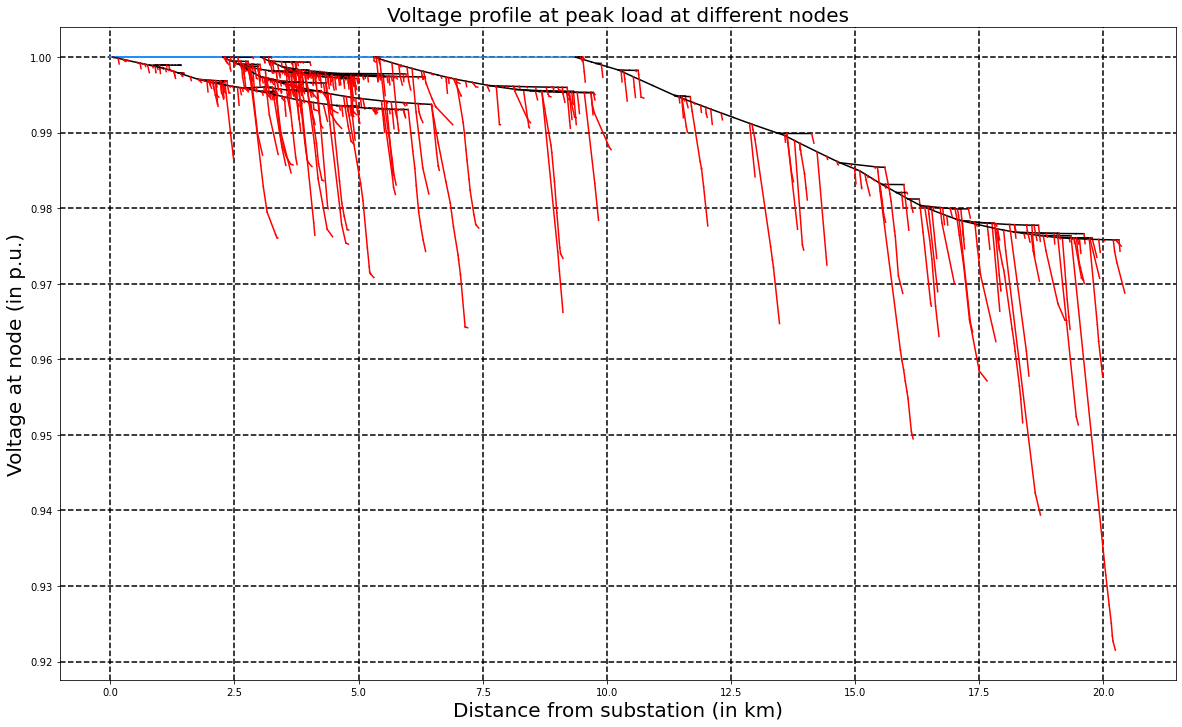 Voltage profile at peak load at different nodes
Voltage at node (in p.u.)
1.00
0.99
0.98
0.97
0.96
0.95
0.94
0.93
0.92
0.0 2.5 5.0 7.5 10.0 12.5 15.0 17.5 20.0
Distance from substation (in km)